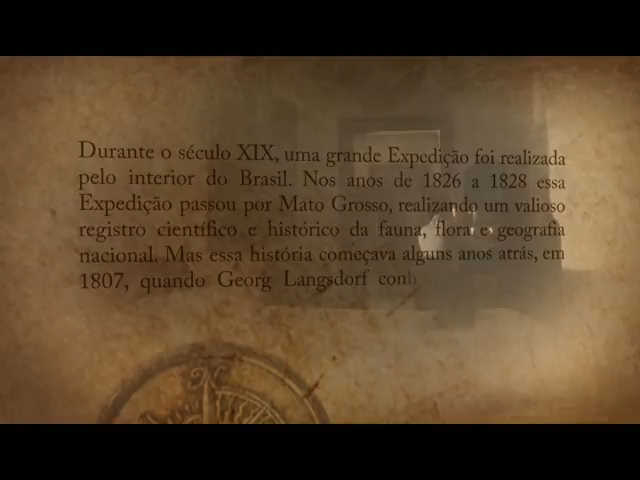 Durante o século XIX, uma grande Expedição foi realizada
pelo interior do Brasil. Nos anos de 1826 a 1828 essa
Expedição passou por Mato Grosso, realizando um valioso
registro científico e histórico da fauna, flora e geografia
nacional. Mas essa história começava alguns anos atrás, em
1807, quando Georg Langsdorf
N